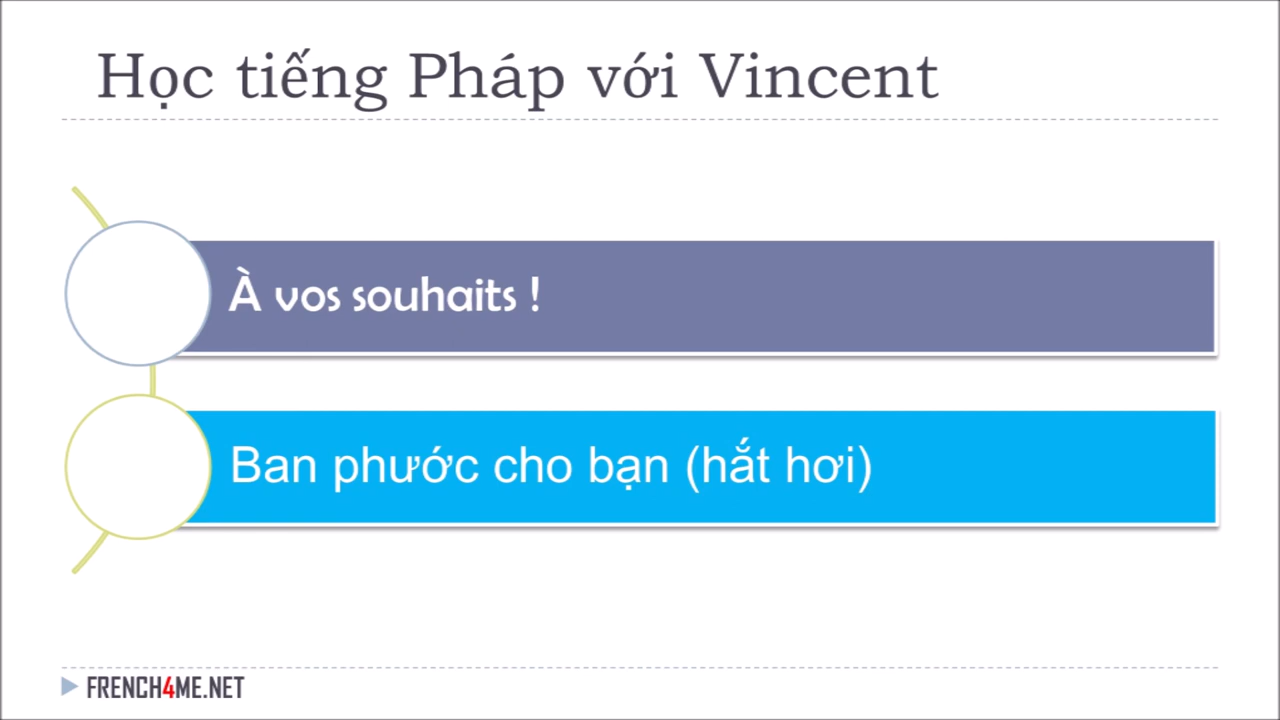 Học tiếng Pháp với Vincent
À vos souhaits !
Ban phước cho bạn (hắt hơi)
FRENCH4ME.NET